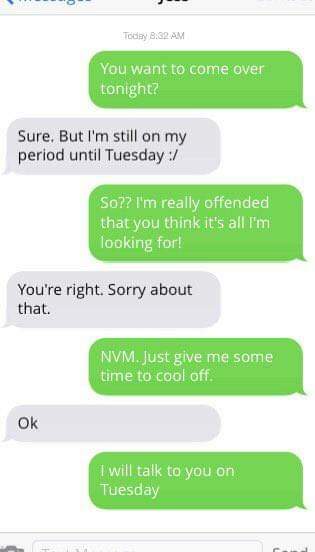 Today 8:32 AM
You want to come over
tonight?
Sure. But I'm still on my
period until Tuesday :/
So?? I'm really offended
that you think it's all I'm
looking for!
You're right. Sorry about
that.
NVM. Just give me some
time to cool off.
Ok
I will talk to you on
Tuesday